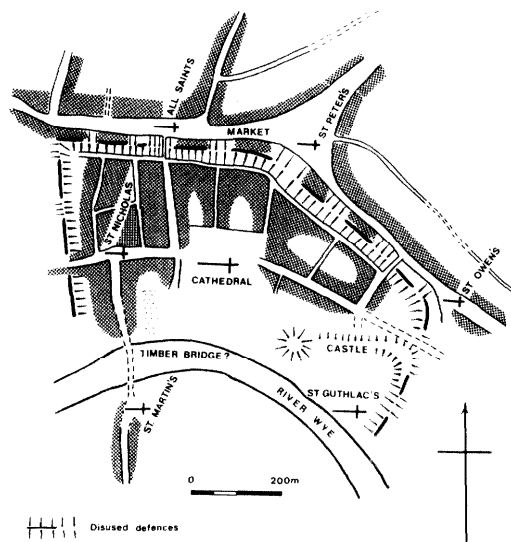 ALL SAINTS
MARKET
ST PETER'S
ST NICHOLAS
CATHEDRAL
ST OWEN'S
CASTLE
TIMBER BRIDGE?
ST GUTHLAC'S
RIVER WYE
ST MARTIN'S
0 200m
Disused defences